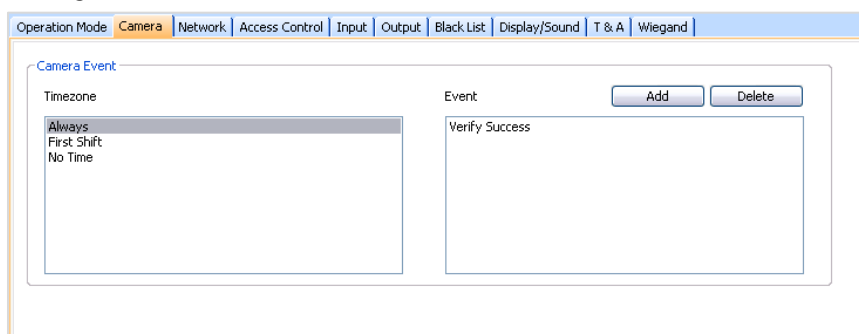 Operation Mode Camera Network Access Control Input Output Black List Display/Sound T & A Wiegand
Camera Event
Timezone Event Add Delete
Always Verify Success
First Shift
No Time